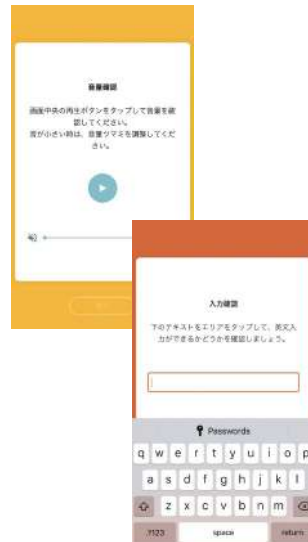 音量確認
画面中央の再生ボタンをタップして音量を確
認してください。
音が小さい時は、音量ツマミを調整してくだ
さい。
入力確認
下のテキストをエリアをタップして、英文入
力ができるかどうかを確認しましょう。
Passwords
q w e r t y u i o p
a s d f g h j k l
z x c v b n m
?123 space return